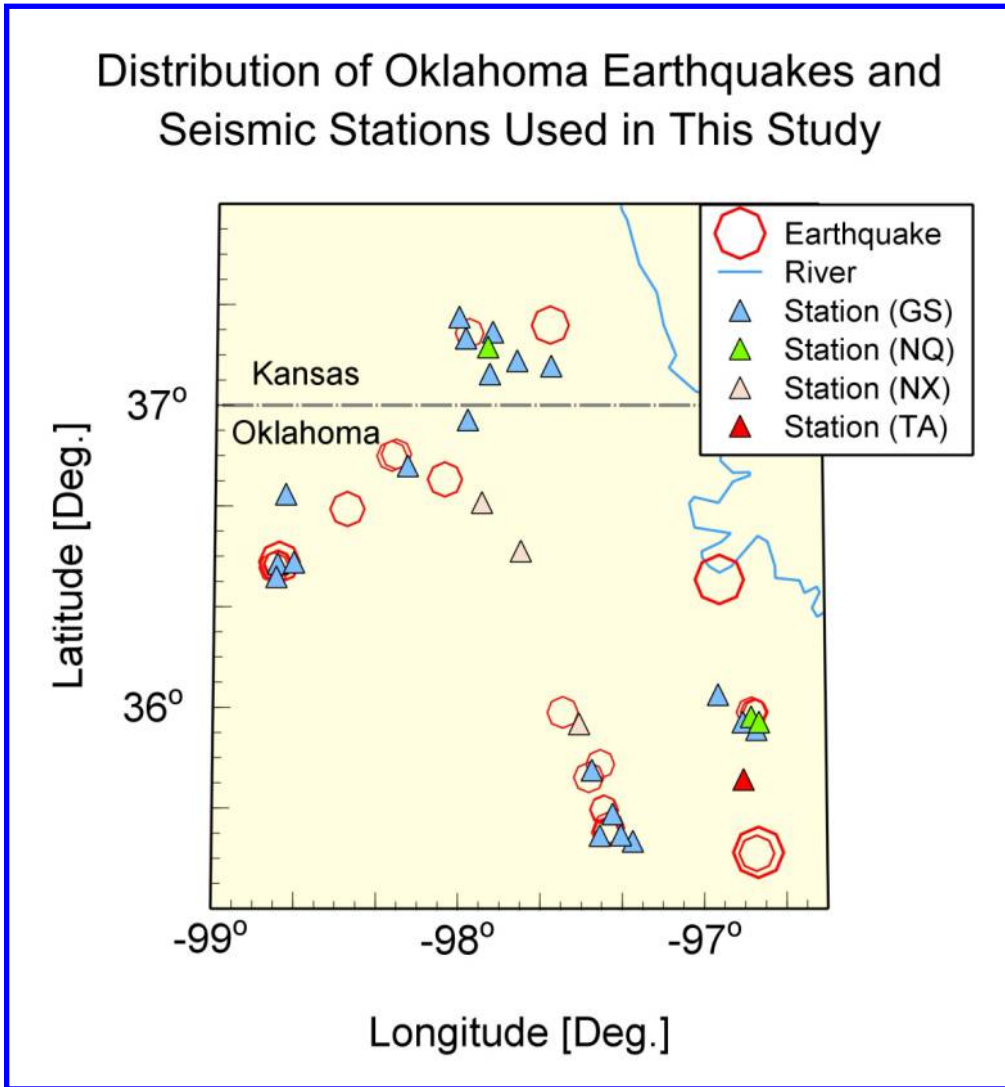 Distribution of Oklahoma Earthquakes and
Seismic Stations Used in This Study
Earthquake
River
Station (GS)
Station (NQ)
Station (NX)
Station (TA)
Kansas
37°
Oklahoma
Latitude [Deg.]
36°
-99°
-98°
-97°
Longitude [Deg.]